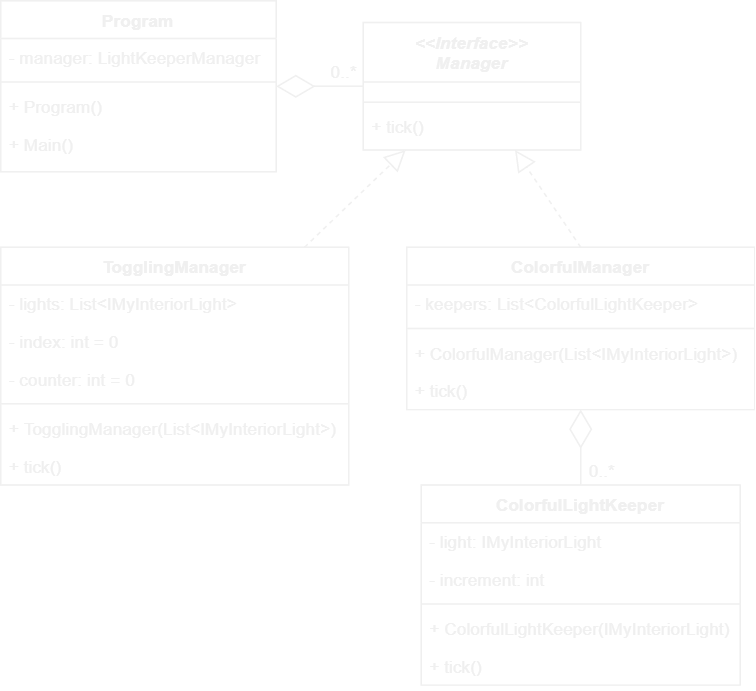 Program
- manager: LightKeeperManager
+ Program()
+ Main()
0..*
<<Interface>>
Manager
+ tick()
TogglingManager
- lights: List<IMyInteriorLight>
- index: int = 0
- counter: int = 0
+ TogglingManager(List<IMyInteriorLight>)
+ tick()
ColorfulManager
- keepers: List<ColorfulLightKeeper>
+ ColorfulManager(List<IMyInteriorLight>)
+ tick()
0..*
ColorfulLightKeeper
- light: IMyInteriorLight
- increment: int
+ ColorfulLightKeeper(IMyInteriorLight)
+ tick()